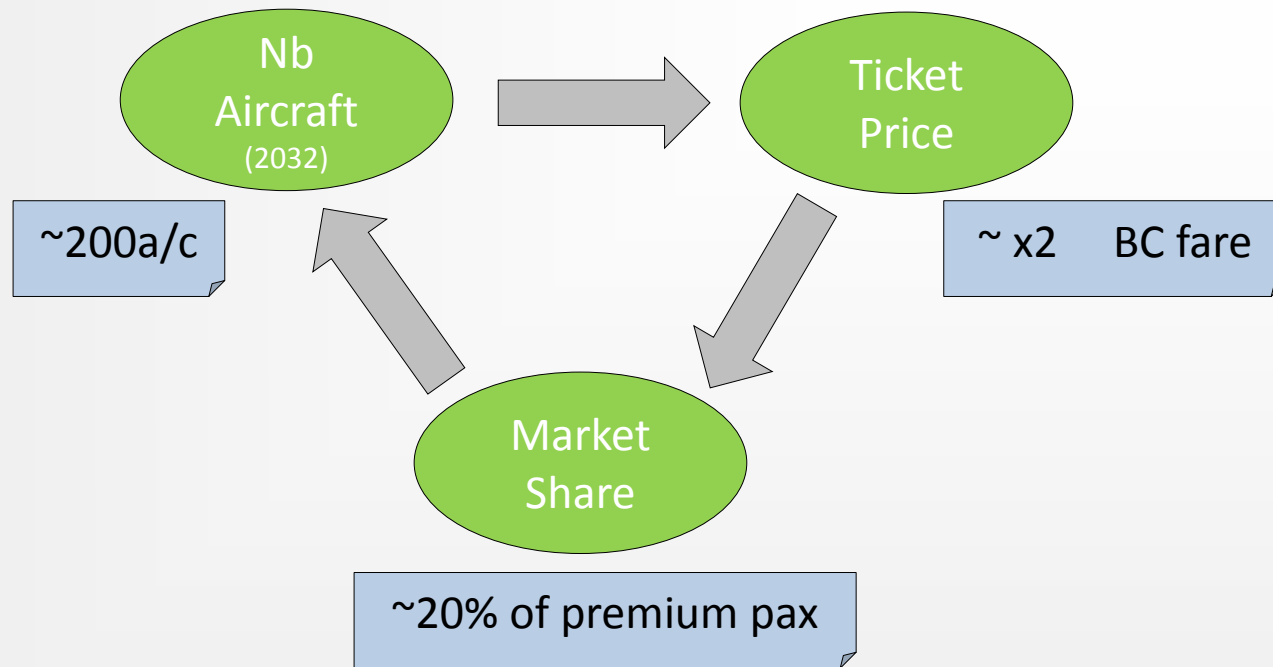 Nb
Aircraft
(2032)
Ticket
Price
~200a/c
~ x2 BC fare
Market
Share
~20% of premium pax